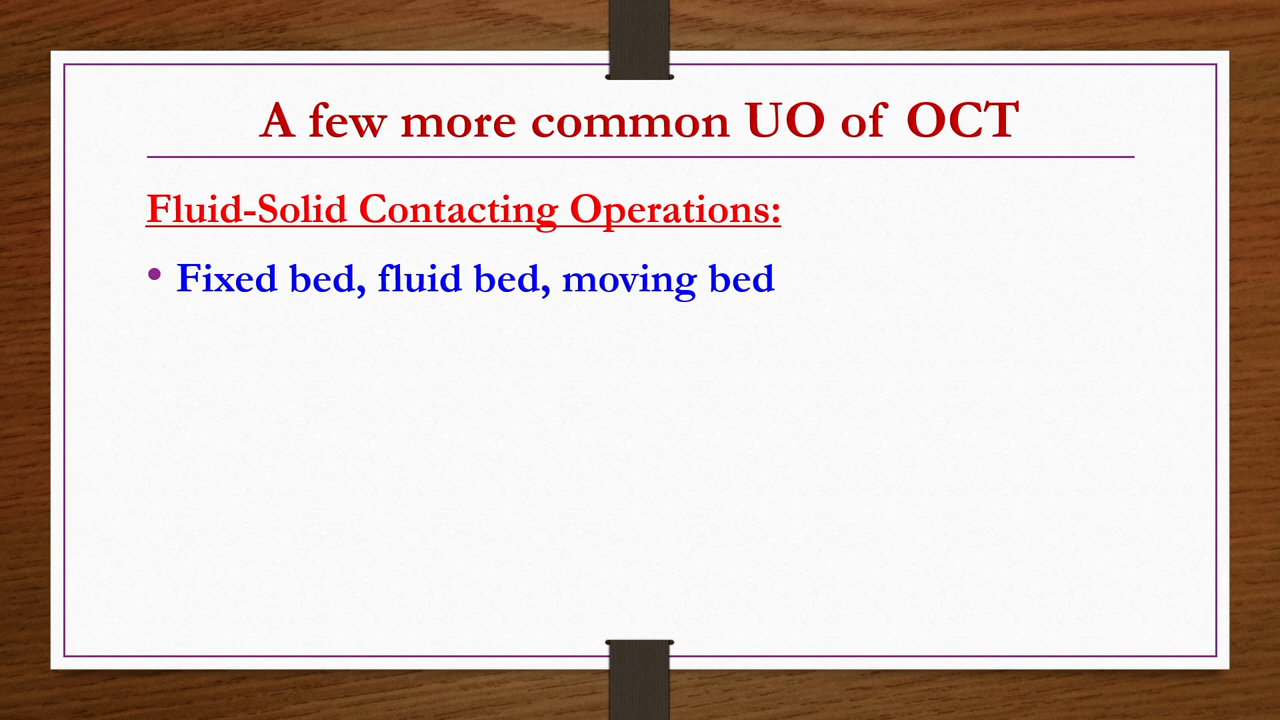 A few more common UO of OCT
Fluid-Solid Contacting Operations:
• Fixed bed, fluid bed, moving bed